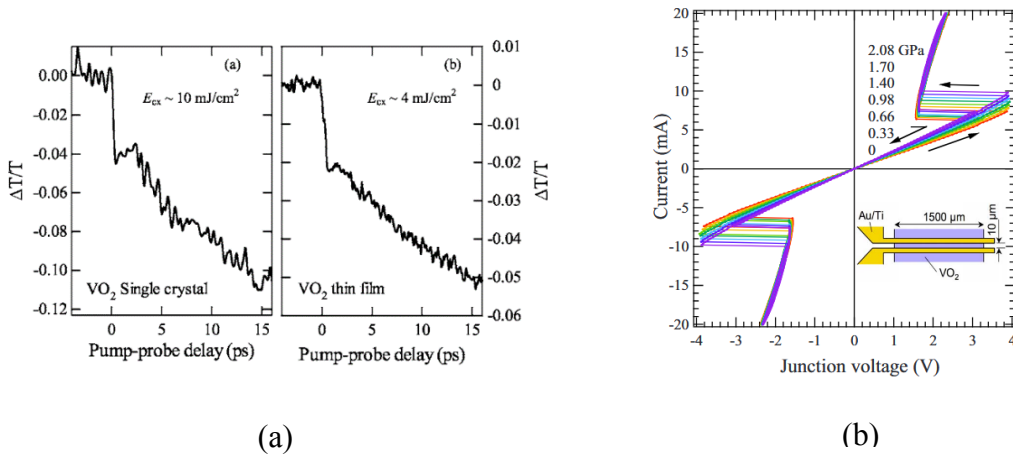 (a)
E_ex ~ 10 mJ/cm²
VO₂ Single crystal
ΔT/T
0.00
-0.02
-0.04
-0.06
-0.08
-0.10
-0.12
0 5 10 15
Pump-probe delay (ps)
(b)
E_ex ~ 4 mJ/cm²
VO₂ thin film
0.01
0
-0.01
-0.02
-0.03
-0.04
-0.05
-0.06
ΔT/T
0 5 10 15
Pump-probe delay (ps)
(a)
20
15
10
5
0
-5
-10
-15
-20
Current (mA)
2.08 GPa
1.70
1.40
0.98
0.66
0.33
0
Au/Ti
1500 µm
10 µm
VO₂
-4 -3 -2 -1 0 1 2 3 4
Junction voltage (V)
(b)